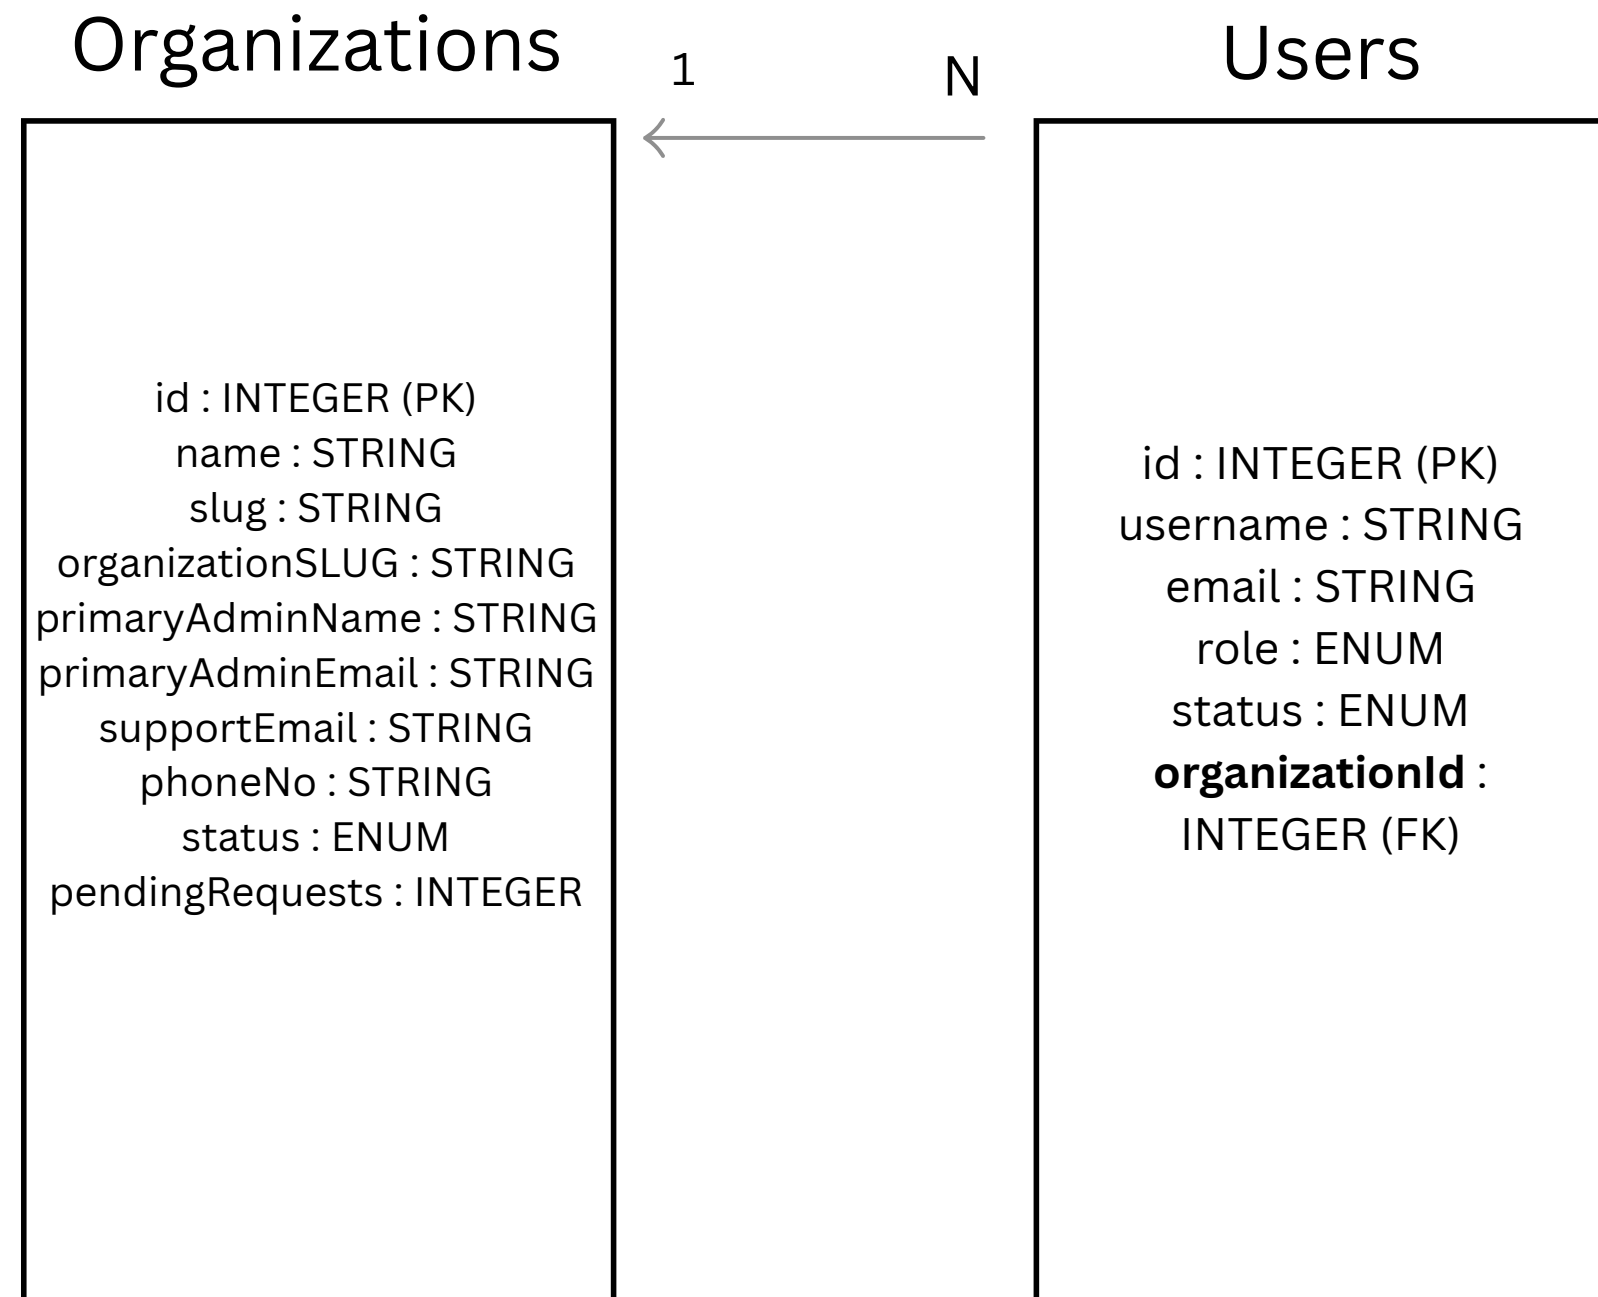 Organizations
1
N
Users
id : INTEGER (PK)
name : STRING
slug : STRING
organizationSLUG : STRING
primaryAdminName : STRING
primaryAdminEmail : STRING
supportEmail : STRING
phoneNo : STRING
status : ENUM
pendingRequests : INTEGER
id : INTEGER (PK)
username : STRING
email : STRING
role : ENUM
status : ENUM
organizationId :
INTEGER (FK)